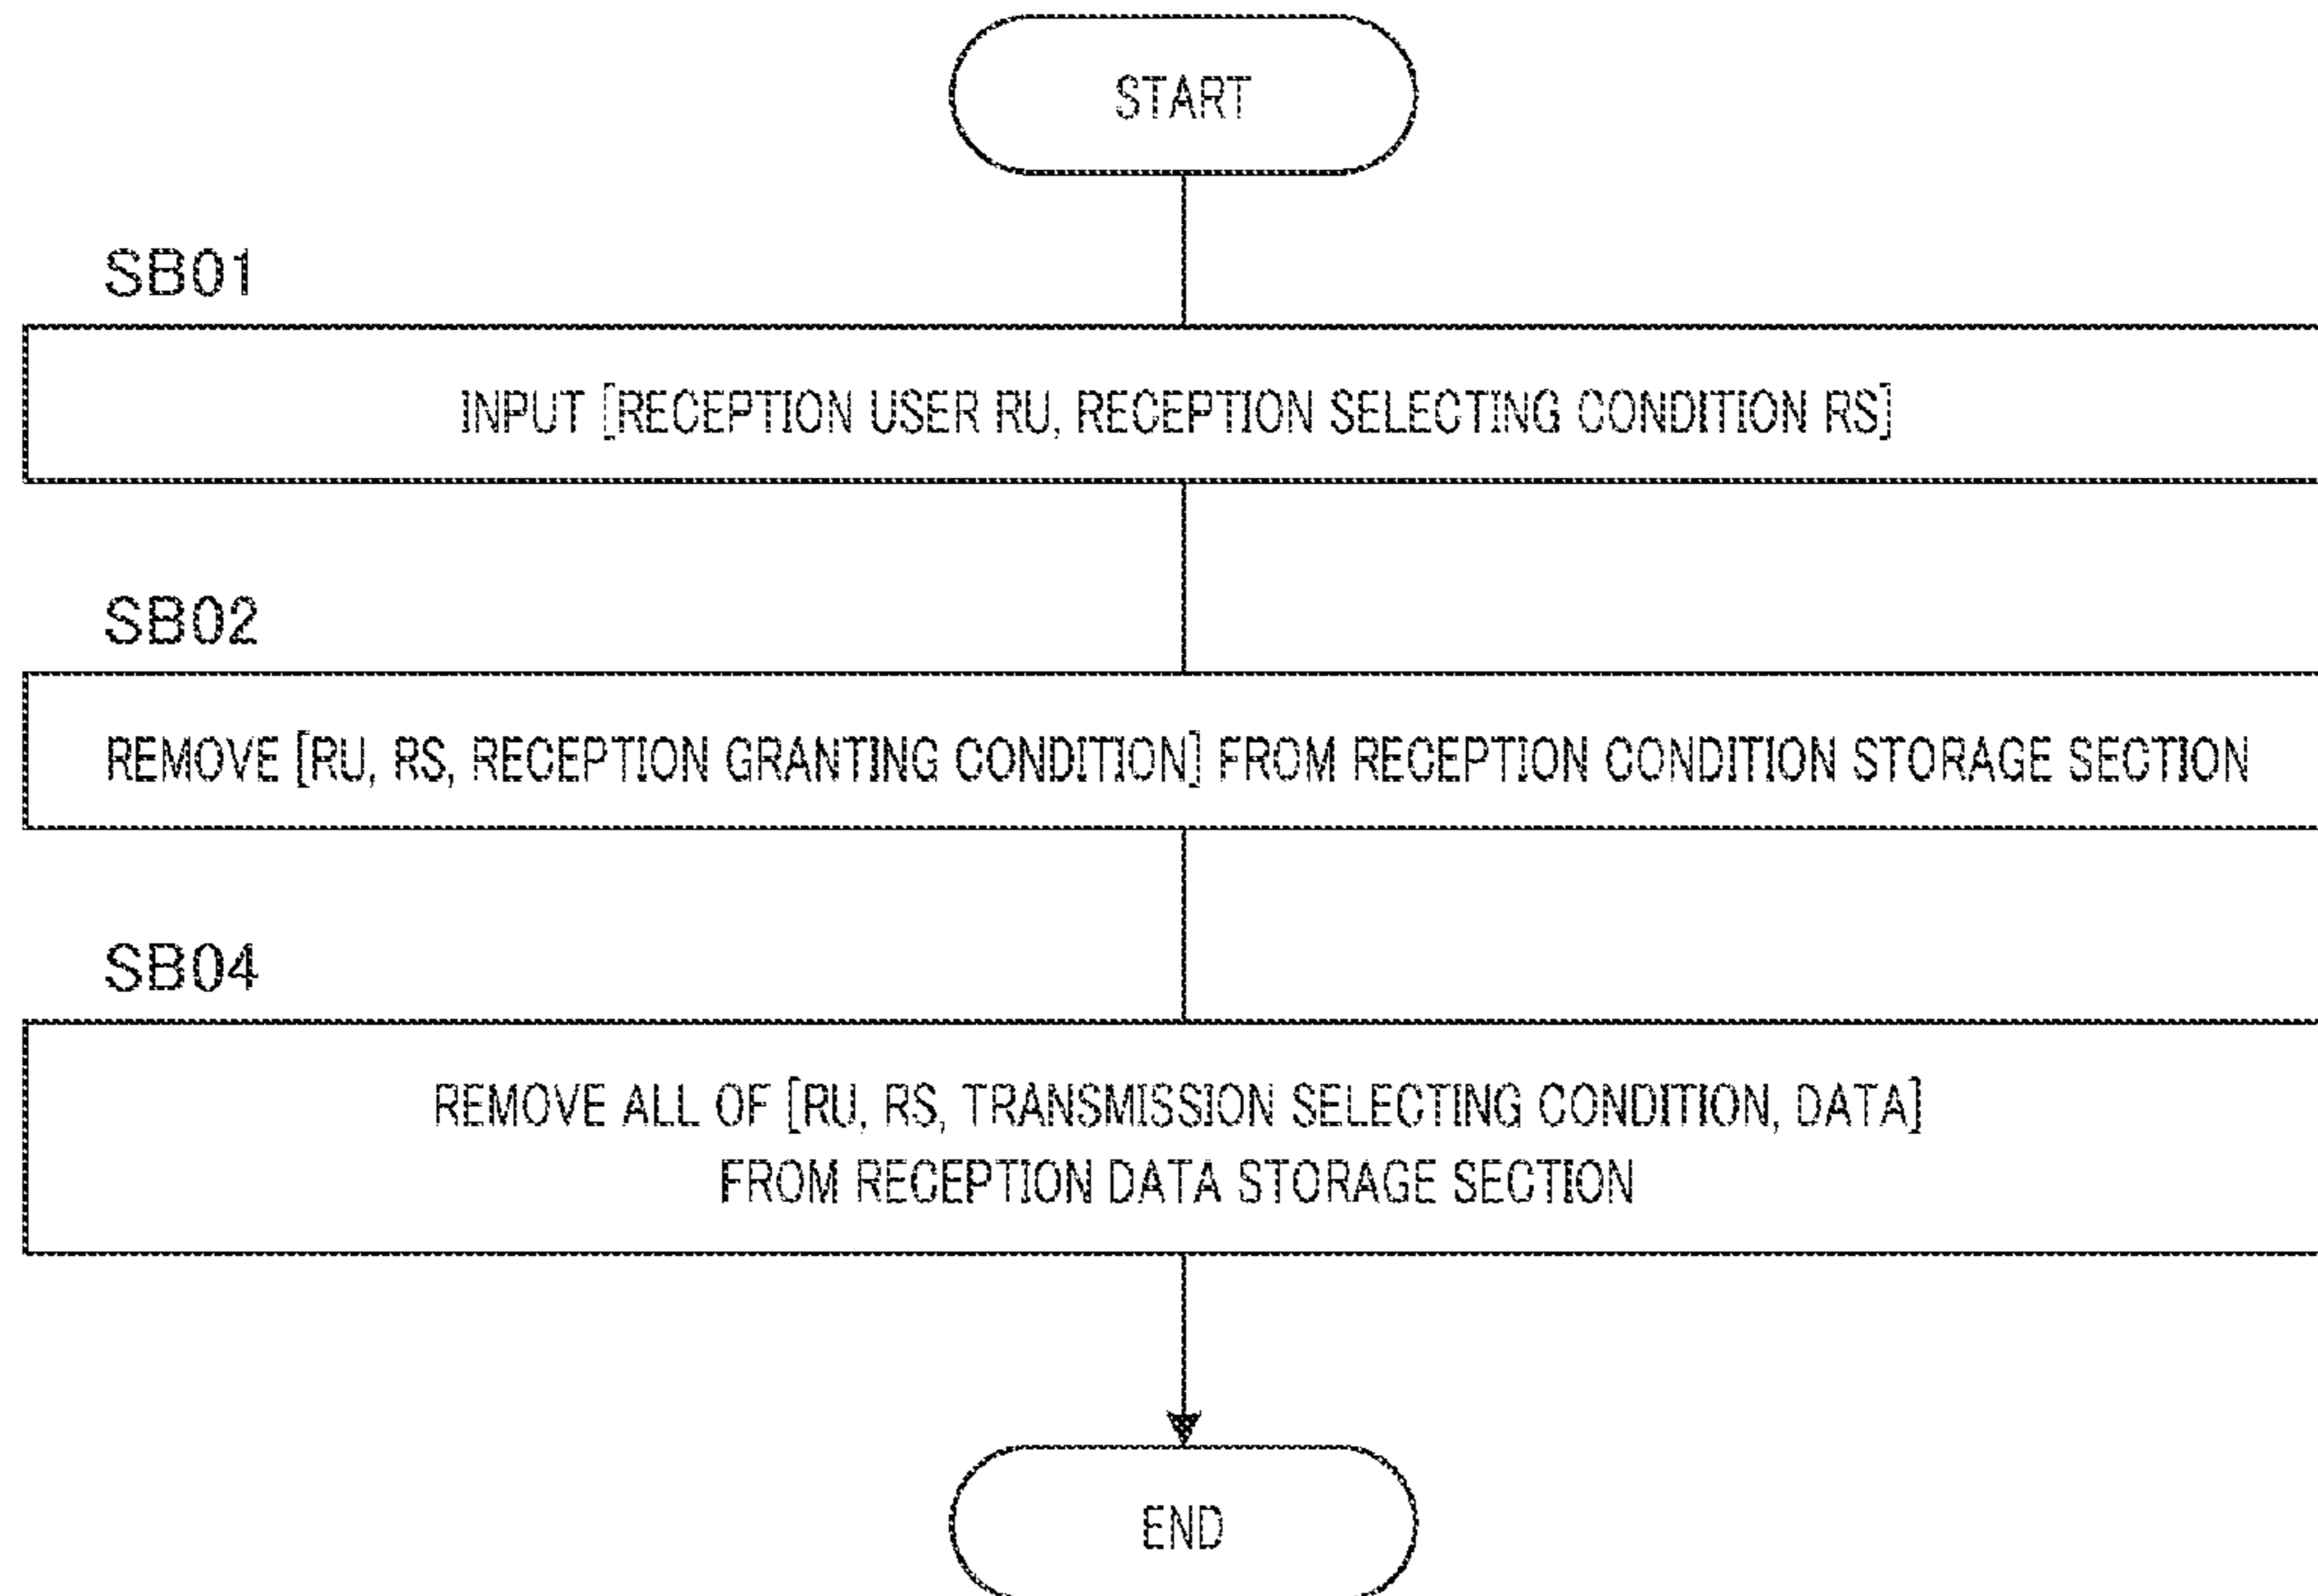 START
SB01
INPUT [RECEPTION USER RU, RECEPTION SELECTING CONDITION RS]
SB02
REMOVE [RU, RS, RECEPTION GRANTING CONDITION] FROM RECEPTION CONDITION STORAGE SECTION
SB04
REMOVE ALL OF [RU, RS, TRANSMISSION SELECTING CONDITION, DATA]
FROM RECEPTION DATA STORAGE SECTION
END